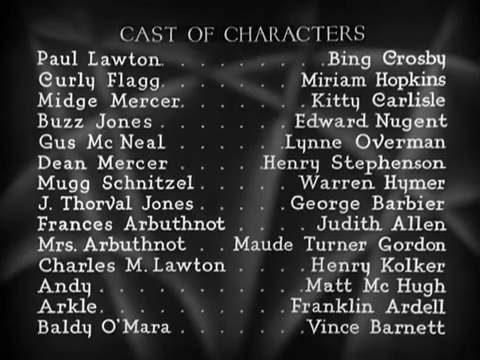 CAST OF CHARACTERS
Paul Lawton. . . . . . . . . Bing Crosby
Curly Flagg. . . . . . . Miriam Hopkins
Midge Mercer. . . . . . . Kitty Carlisle
Buzz Jones . . . . . . . Edward Nugent
Gus Mc Neal . . . . . . Lynne Overman
Dean Mercer . . . . . Henry Stephenson
Mugg Schnitzel . . . . . Warren Hymer
J. Thorval Jones . . . . . George Barbier
Frances Arbuthnot . . . . Judith Allen
Mrs. Arbuthnot . . Maude Turner Gordon
Charles M. Lawton . . . . Henry Kolker
Andy . . . . . . . . . . Matt Mc Hugh
Arkle. . . . . . . . . Franklin Ardell
Baldy O'Mara . . . . . . Vince Barnett